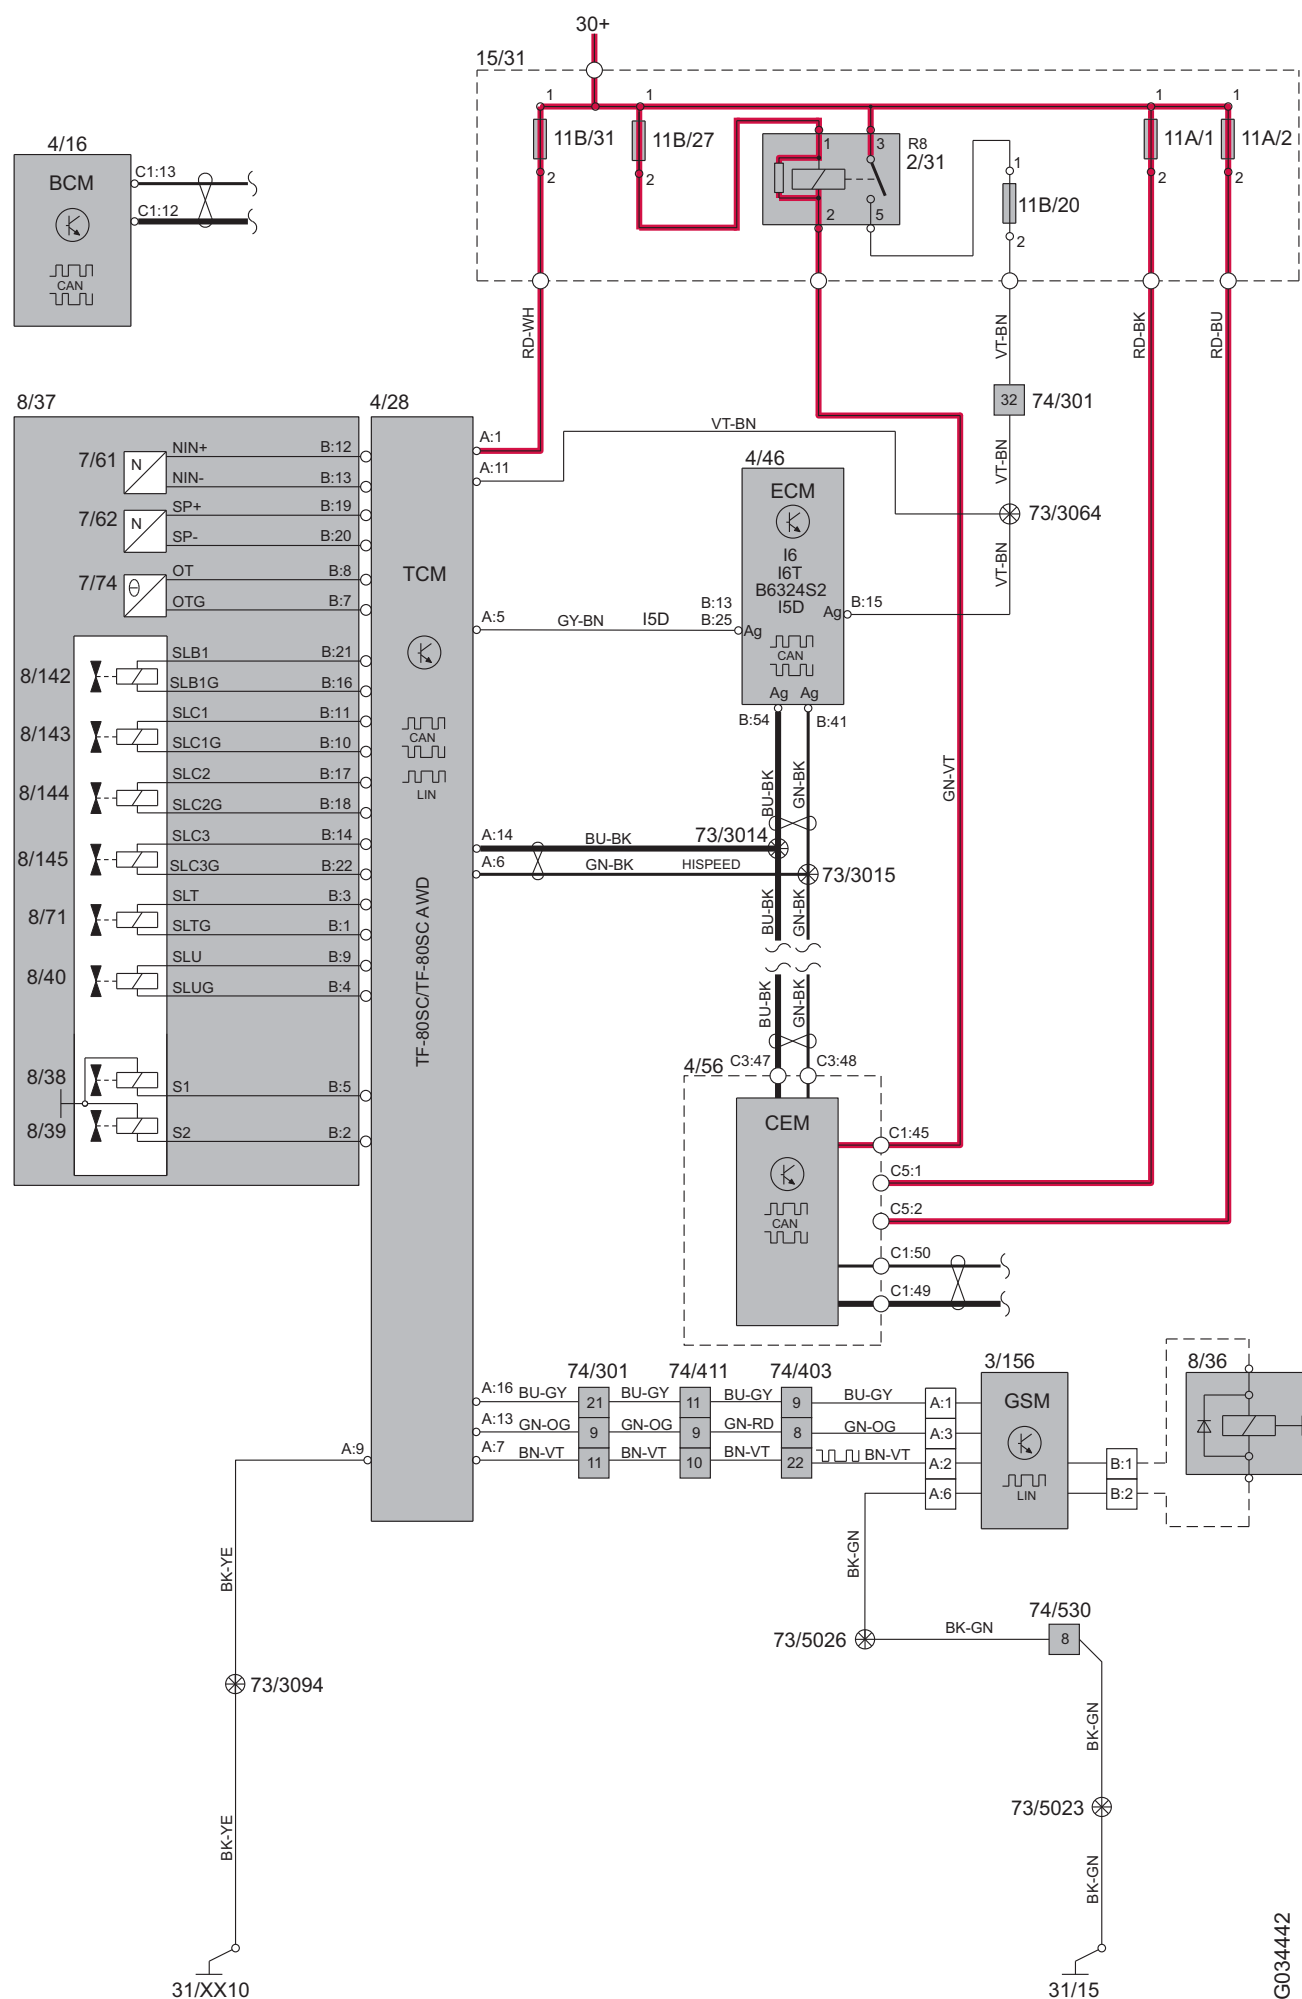 30+
15/31
1
1
1
1
11B/31
11B/27
1
3
R8
2/31
11A/1
11A/2
2
2
2
2
1
11B/20
2
2
5
4/16
BCM
C1:13
C1:12
CAN
RD-WH
VT-BN
RD-BK
RD-BU
32
74/301
VT-BN
73/3064
VT-BN
8/37
4/28
A:1
VT-BN
A:11
4/46
ECM
I6
I6T
B6324S2
I5D
B:13
B:25
Ag
Ag
B:15
CAN
Ag
Ag
B:54
B:41
A:5
GY-BN
I5D
7/61
N
NIN+
B:12
NIN-
B:13
7/62
N
SP+
B:19
SP-
B:20
7/74
θ
OT
B:8
OTG
B:7
TCM
CAN
LIN
TF-80SC/TF-80SC AWD
8/142
SLB1
B:21
SLB1G
B:16
8/143
SLC1
B:11
SLC1G
B:10
8/144
SLC2
B:17
SLC2G
B:18
8/145
SLC3
B:14
SLC3G
B:22
8/71
SLT
B:3
SLTG
B:1
8/40
SLU
B:9
SLUG
B:4
8/38
S1
B:5
8/39
S2
B:2
BU-BK
GN-BK
GN-VT
A:14
BU-BK
73/3014
A:6
GN-BK
HISPEED
73/3015
BU-BK
GN-BK
BU-BK
GN-BK
4/56
C3:47
C3:48
CEM
CAN
C1:45
C5:1
C5:2
C1:50
C1:49
74/301
74/411
74/403
3/156
8/36
A:16
BU-GY
21
BU-GY
11
BU-GY
9
BU-GY
A:1
GSM
A:13
GN-OG
9
GN-OG
9
GN-RD
8
GN-OG
A:3
A:7
BN-VT
11
BN-VT
10
BN-VT
22
BN-VT
A:2
B:1
A:6
LIN
B:2
A:9
BK-YE
BK-GN
74/530
73/5026
BK-GN
8
73/3094
BK-GN
73/5023
BK-YE
BK-GN
31/XX10
31/15
G034442